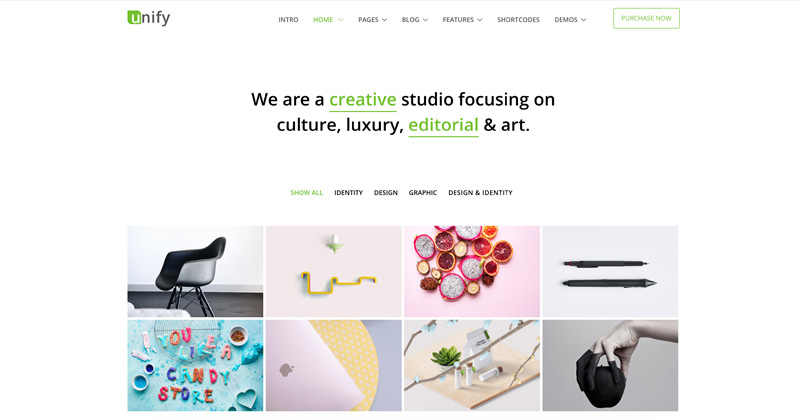 unify
INTRO HOME PAGES BLOG FEATURES SHORTCODES DEMOS PURCHASE NOW
We are a creative studio focusing on
culture, luxury, editorial & art.
SHOW ALL IDENTITY DESIGN GRAPHIC DESIGN & IDENTITY
YOU'RE A
CANDY
STORE